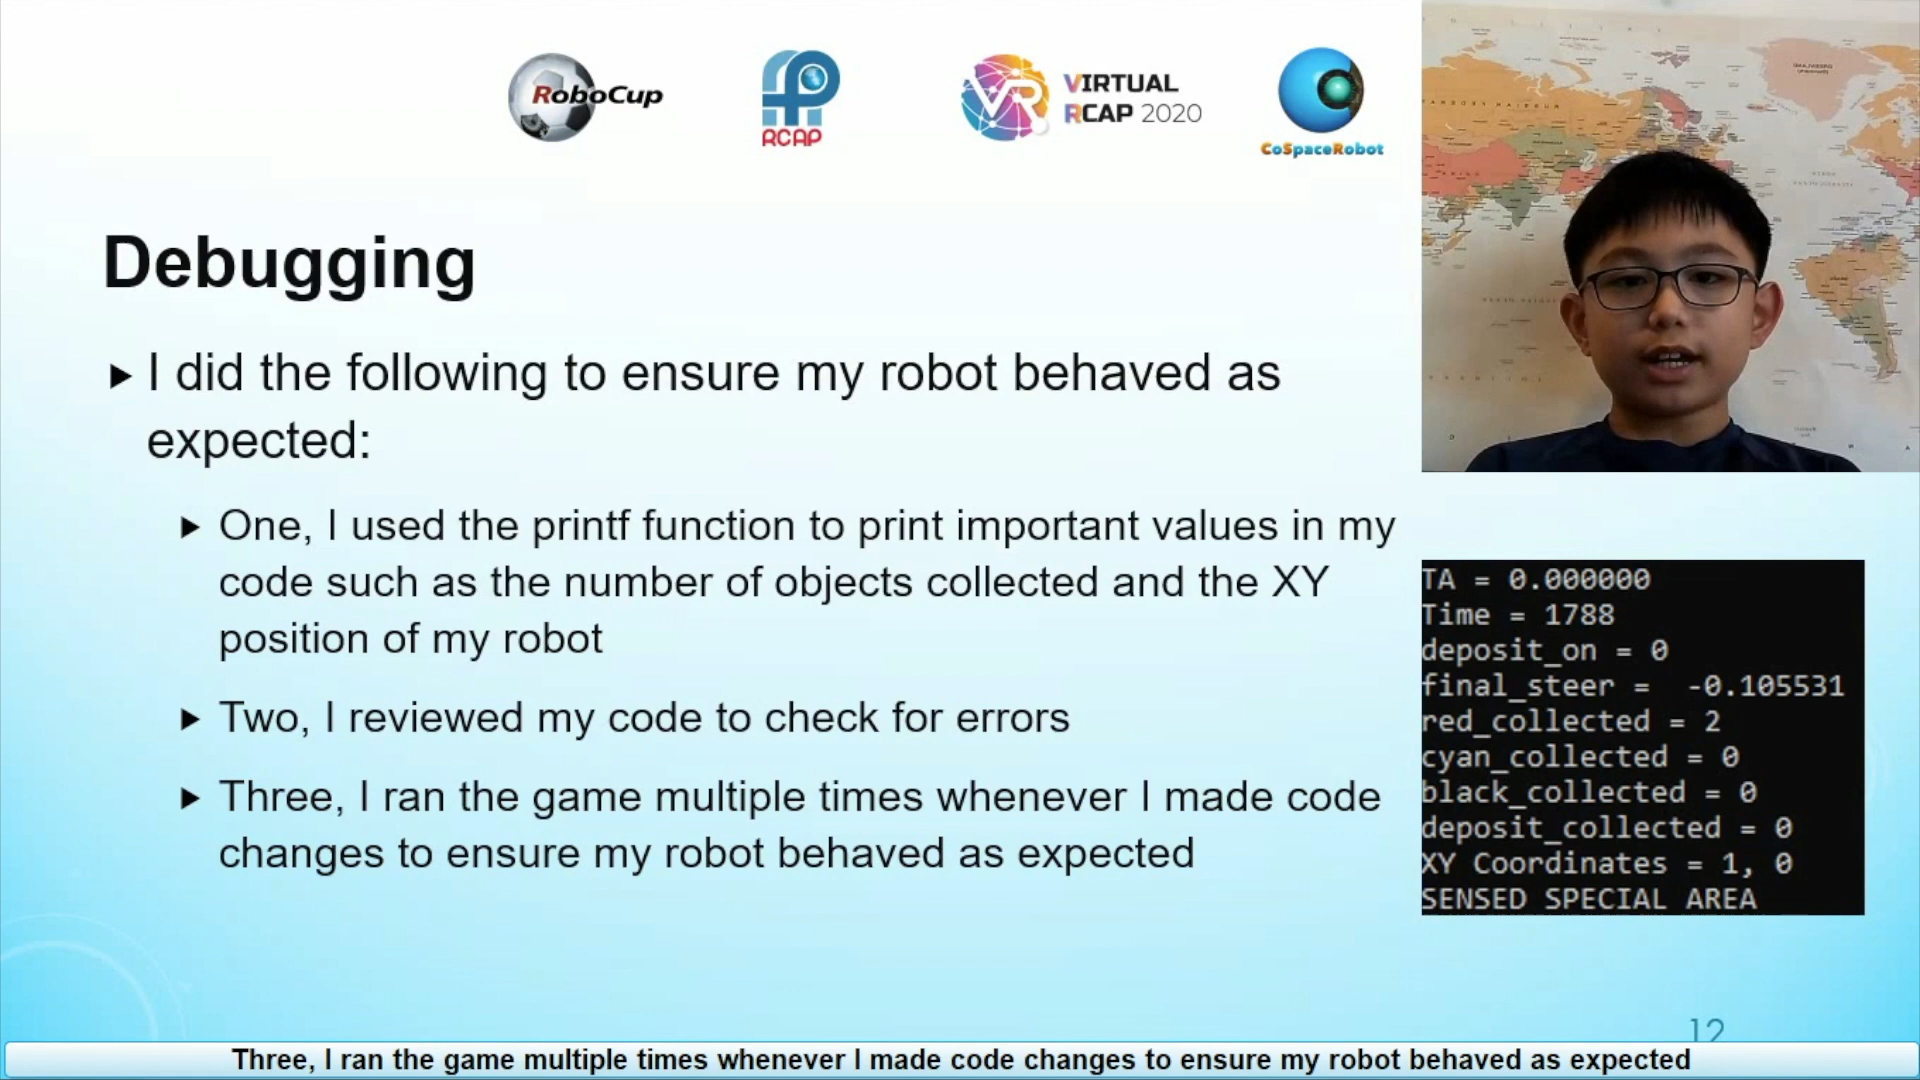 RoboCup
RCAP
VIRTUAL
RCAP 2020
CoSpaceRobot
Debugging
I did the following to ensure my robot behaved as
expected:
One, I used the printf function to print important values in my
code such as the number of objects collected and the XY
position of my robot
Two, I reviewed my code to check for errors
Three, I ran the game multiple times whenever I made code
changes to ensure my robot behaved as expected
TA = 0.000000
Time = 1788
deposit_on = 0
final_steer =  -0.105531
red_collected = 2
cyan_collected = 0
black_collected = 0
deposit_collected = 0
XY Coordinates = 1, 0
SENSED SPECIAL AREA
12
Three, I ran the game multiple times whenever I made code changes to ensure my robot behaved as expected